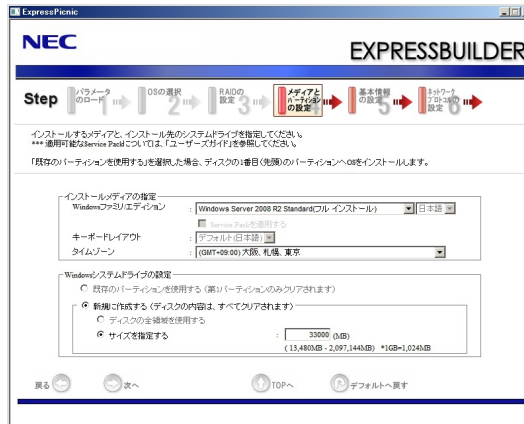 ExpressPicnic
NEC
EXPRESSBUILDER
Step
パラメータのロード 1
OSの選択 2
RAIDの設定 3
メディアとパーティションの設定 4
基本情報の設定 5
ネットワークプロトコルの設定 6
インストールするメディアと、インストール先のシステムドライブを指定してください。
*** 適用可能なService Packについては、「ユーザーズガイド」を参照してください。
「既存のパーティションを使用する」を選択した場合、ディスクの1番目(先頭)のパーティションへOSをインストールします。
インストールメディアの指定
Windowsファミリ/エディション : Windows Server 2008 R2 Standard(フル インストール) 日本語
Service Packを適用する
キーボードレイアウト : デフォルト(日本語)
タイムゾーン : (GMT+09:00) 大阪、札幌、東京
Windowsシステムドライブの設定
既存のパーティションを使用する (第1パーティションのみクリアされます)
新規に作成する (ディスクの内容は、すべてクリアされます)
ディスクの全領域を使用する
サイズを指定する : 33000 (MB)
( 13,480MB - 2,097,144MB) *1GB=1,024MB
戻る 次へ TOPへ デフォルトへ戻す